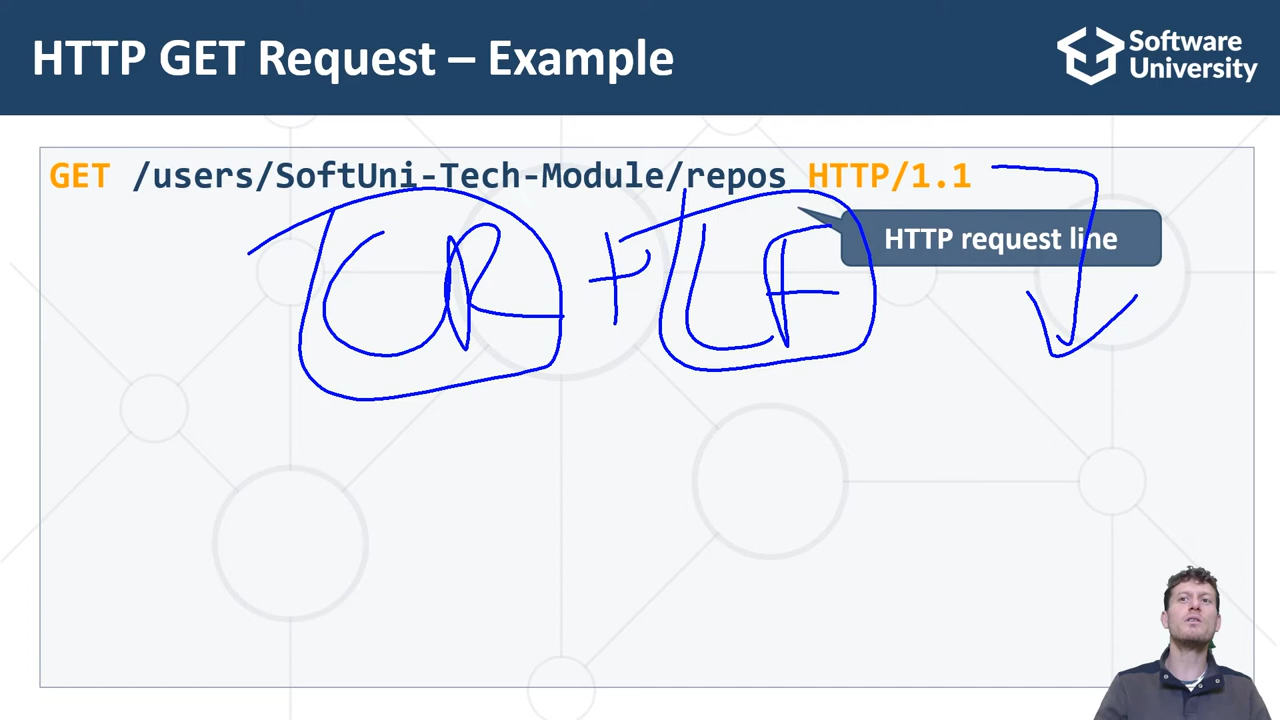 HTTP GET Request – Example
Software
University
GET /users/SoftUni-Tech-Module/repos HTTP/1.1
HTTP request line
CR + LF